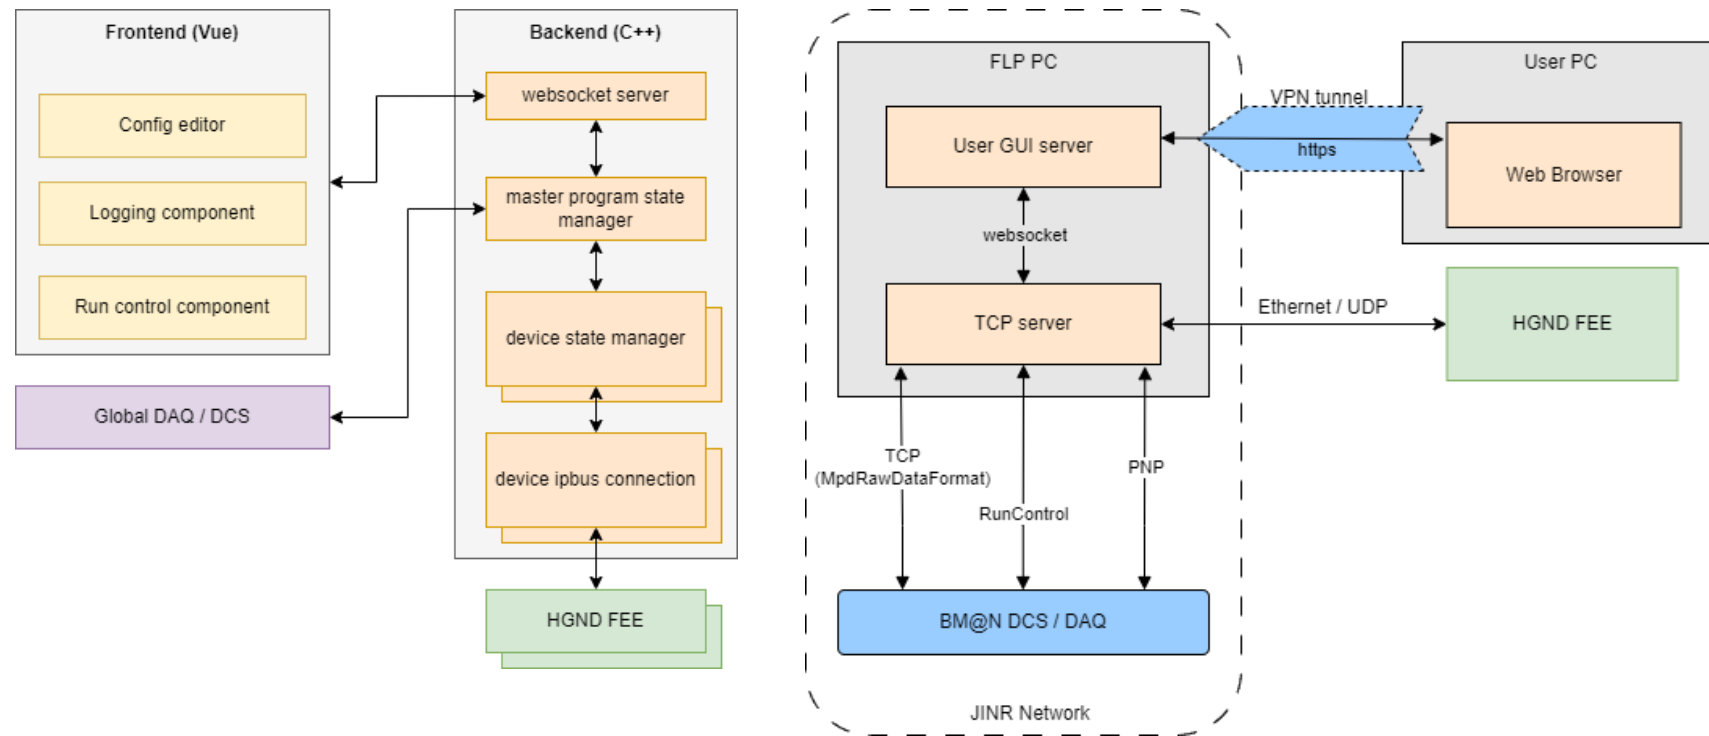 Frontend (Vue)
Config editor
Logging component
Run control component
Global DAQ / DCS
Backend (C++)
websocket server
master program state
manager
device state manager
device ipbus connection
HGND FEE
FLP PC
User GUI server
websocket
TCP server
VPN tunnel
https
User PC
Web Browser
Ethernet / UDP
HGND FEE
TCP
(MpdRawDataFormat)
RunControl
PNP
BM@N DCS / DAQ
JINR Network